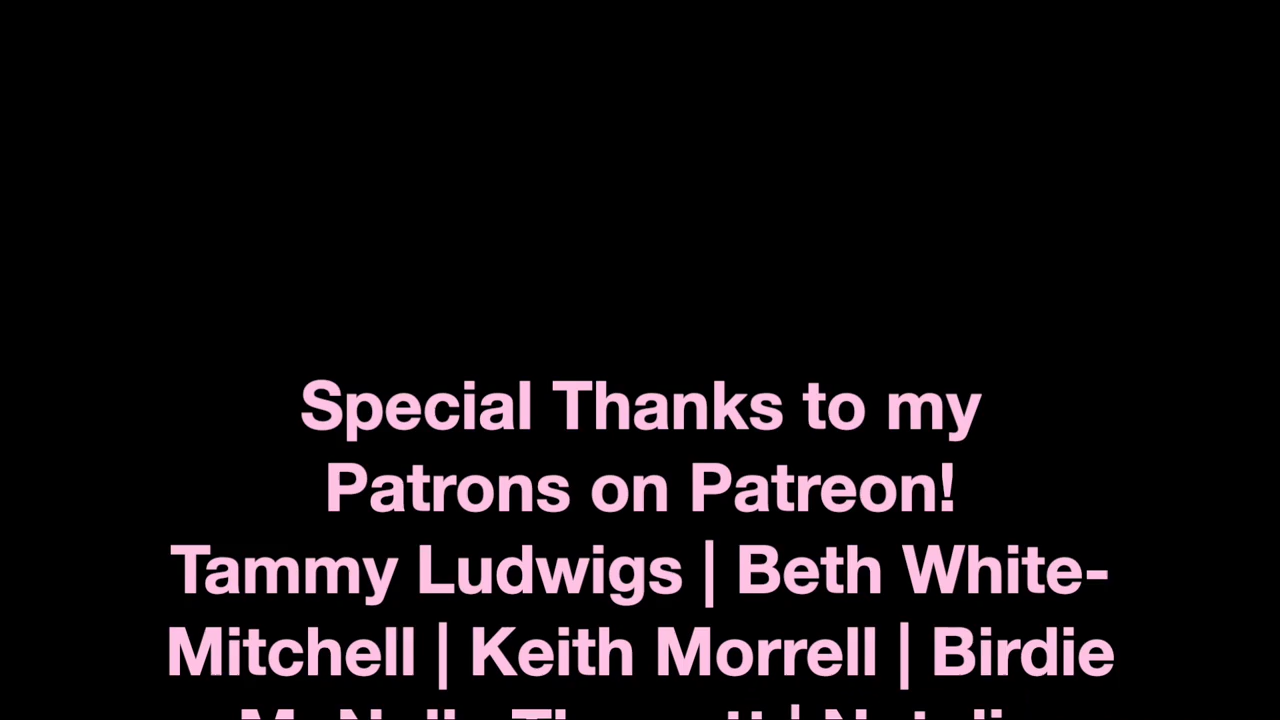 Special Thanks to my
Patrons on Patreon!
Tammy Ludwigs | Beth White-
Mitchell | Keith Morrell | Birdie